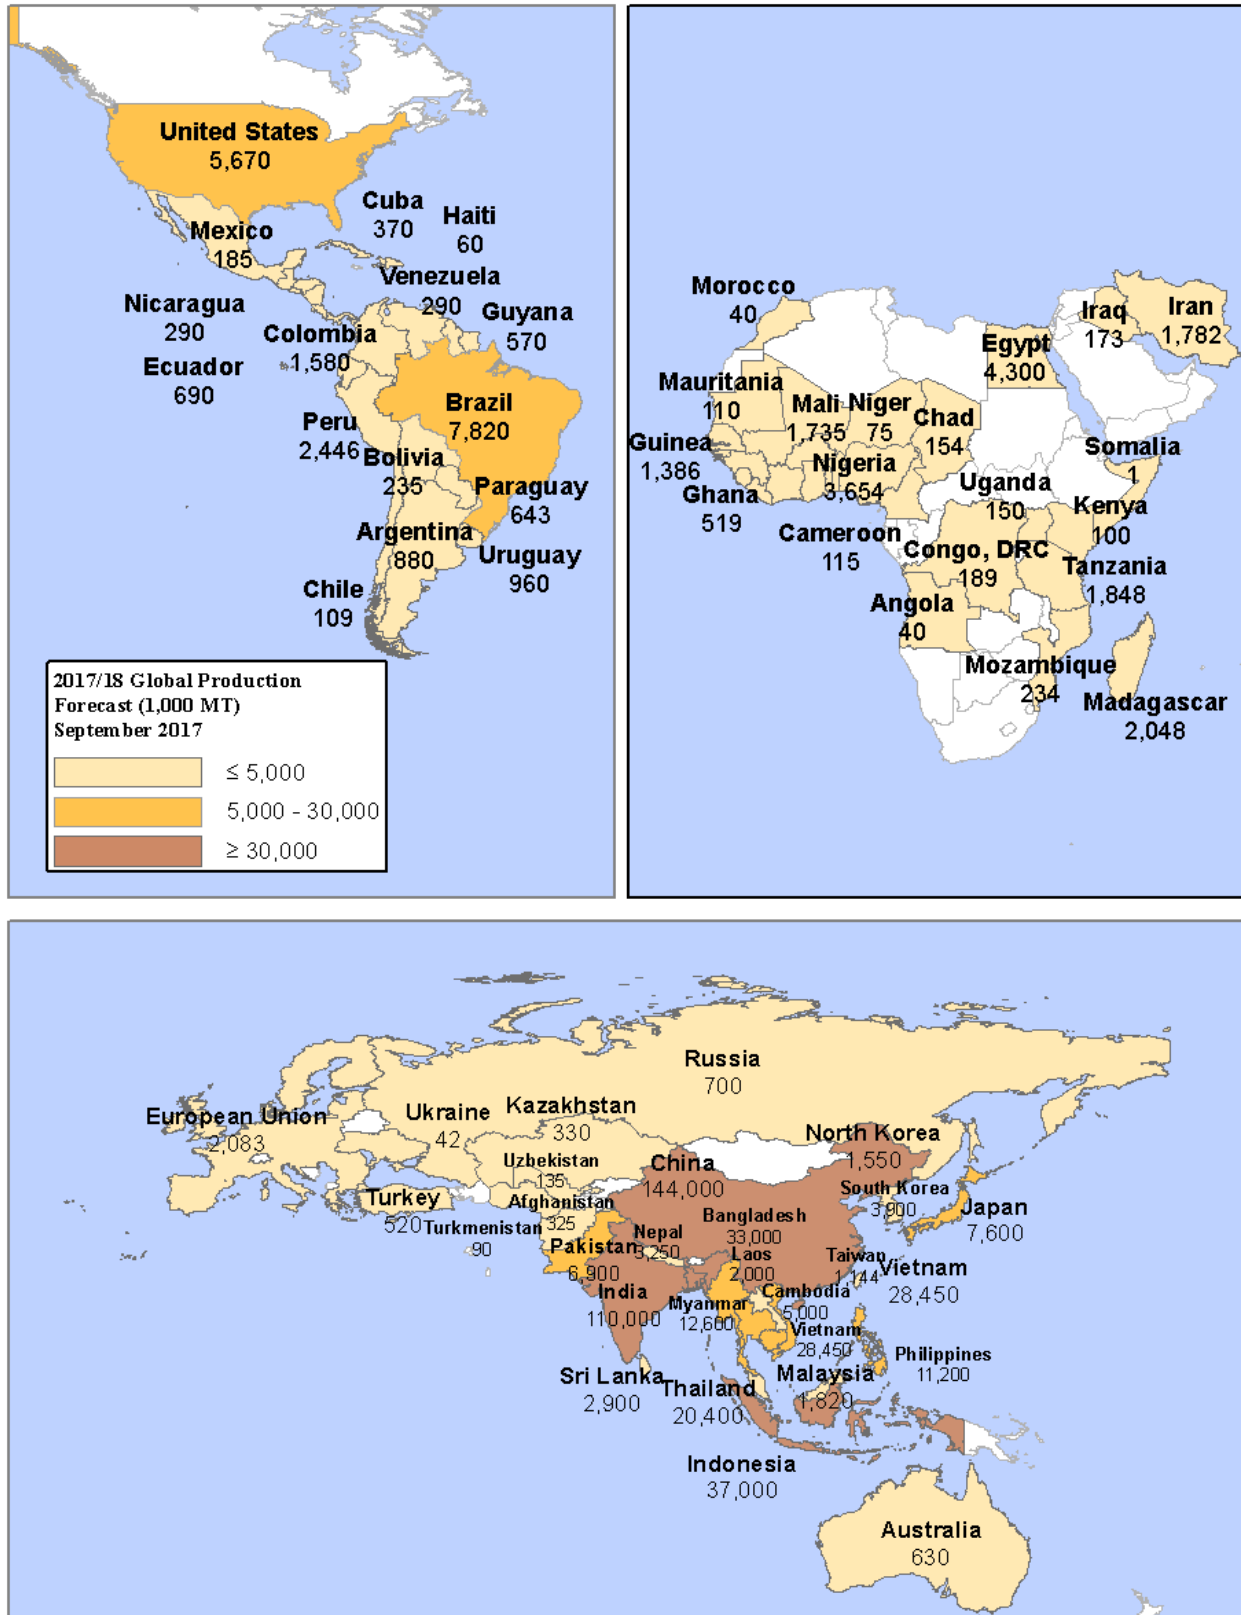 United States
5,670
Cuba
370
Haiti
60
Mexico
185
Venezuela
290
Nicaragua
290
Guyana
570
Colombia
1,580
Ecuador
690
Brazil
7,820
Peru
2,446
Bolivia
235
Paraguay
643
Argentina
880
Uruguay
960
Chile
109
2017/18 Global Production
Forecast (1,000 MT)
September 2017
≤ 5,000
5,000 - 30,000
≥ 30,000
Morocco
40
Iraq
173
Iran
1,782
Egypt
4,300
Mauritania
110
Mali
1,735
Niger
75
Chad
154
Guinea
1,386
Nigeria
3,654
Somalia
1
Ghana
519
Uganda
150
Kenya
100
Cameroon
115
Congo, DRC
189
Tanzania
1,848
Angola
40
Mozambique
234
Madagascar
2,048
Russia
700
European Union
2,083
Ukraine
42
Kazakhstan
330
North Korea
1,550
Uzbekistan
135
China
144,000
South Korea
3,900
Turkey
520
Afghanistan
325
Japan
7,600
Turkmenistan
90
Bangladesh
33,000
Pakistan
6,900
Nepal
3,250
Laos
2,000
Taiwan
1,144
Vietnam
28,450
India
110,000
Myanmar
12,600
Cambodia
5,000
Vietnam
28,450
Philippines
11,200
Sri Lanka
2,900
Thailand
20,400
Malaysia
1,820
Indonesia
37,000
Australia
630